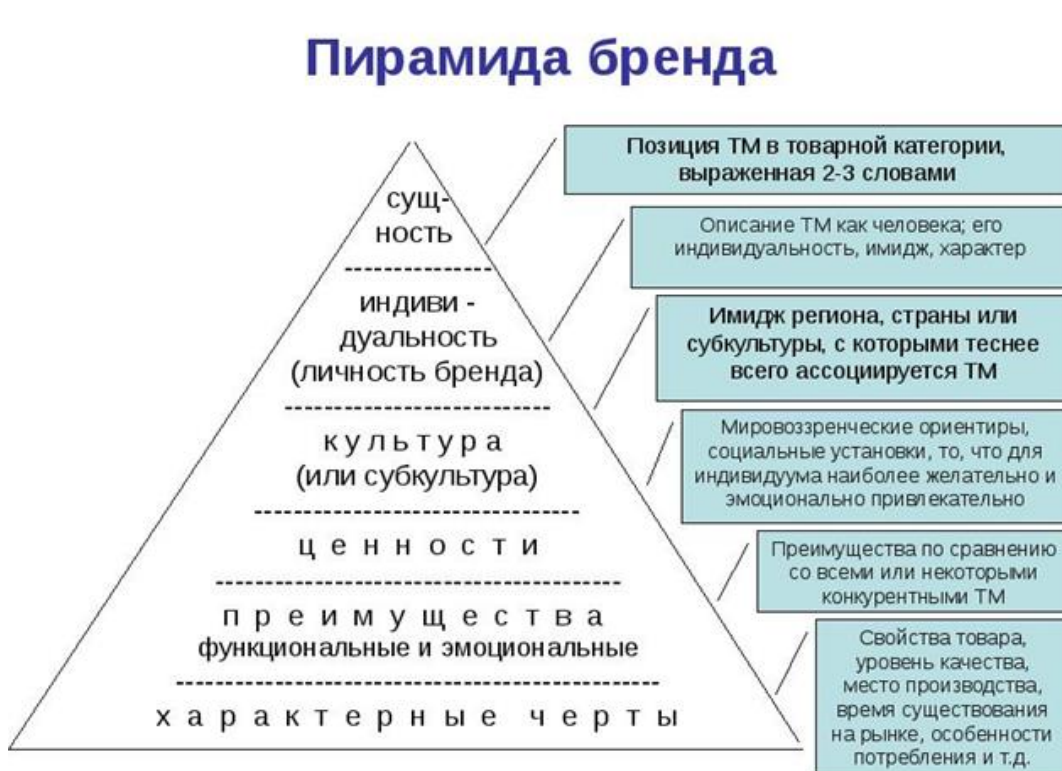 Пирамида бренда
сущ-
ность
---------------
индиви -
дуальность
(личность бренда)
---------------------------
культура
(или субкультура)
---------------------------------
ценности
-----------------------------------------
преимущества
функциональные и эмоциональные
-------------------------------------------------
характерные черты
Позиция ТМ в товарной категории,
выраженная 2-3 словами
Описание ТМ как человека; его
индивидуальность, имидж, характер
Имидж региона, страны или
субкультуры, с которыми теснее
всего ассоциируется ТМ
Мировоззренческие ориентиры,
социальные установки, то, что для
индивидуума наиболее желательно и
эмоционально привлекательно
Преимущества по сравнению
со всеми или некоторыми
конкурентными ТМ
Свойства товара,
уровень качества,
место производства,
время существования
на рынке, особенности
потребления и т.д.